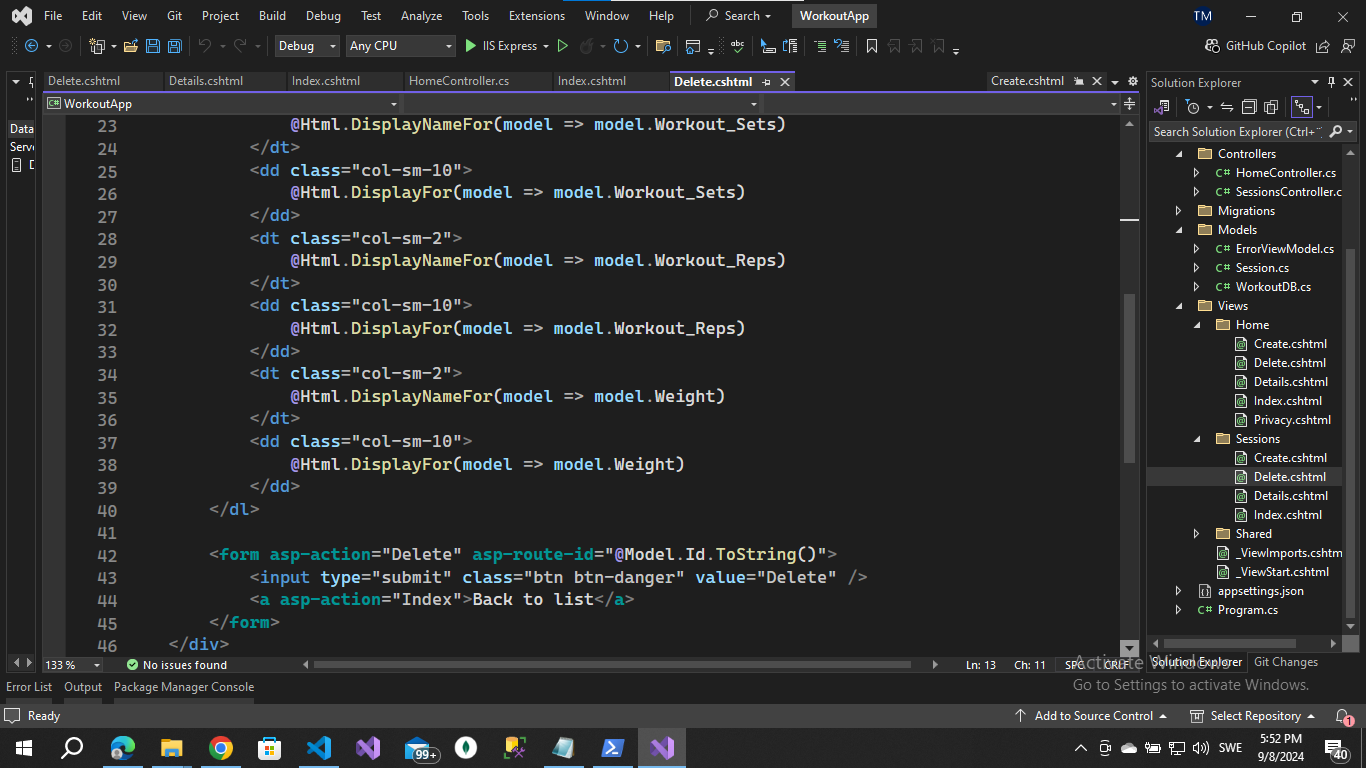 File Edit View Git Project Build Debug Test Analyze Tools Extensions Window Help Search WorkoutApp TM
Debug Any CPU IIS Express GitHub Copilot
Delete.cshtml Details.cshtml Index.cshtml HomeController.cs Index.cshtml Delete.cshtml Create.cshtml
C# WorkoutApp
23 @Html.DisplayNameFor(model => model.Workout_Sets)
24 </dt>
25 <dd class="col-sm-10">
26 @Html.DisplayFor(model => model.Workout_Sets)
27 </dd>
28 <dt class="col-sm-2">
29 @Html.DisplayNameFor(model => model.Workout_Reps)
30 </dt>
31 <dd class="col-sm-10">
32 @Html.DisplayFor(model => model.Workout_Reps)
33 </dd>
34 <dt class="col-sm-2">
35 @Html.DisplayNameFor(model => model.Weight)
36 </dt>
37 <dd class="col-sm-10">
38 @Html.DisplayFor(model => model.Weight)
39 </dd>
40 </dl>
41
42 <form asp-action="Delete" asp-route-id="@Model.Id.ToString()">
43 <input type="submit" class="btn btn-danger" value="Delete" />
44 <a asp-action="Index">Back to list</a>
45 </form>
46 </div>
133 % No issues found Ln: 13 Ch: 11 SPC CRLF
Data
Serv
D
Solution Explorer
Search Solution Explorer (Ctrl+
Controllers
C# HomeController.cs
C# SessionsController.c
Migrations
Models
C# ErrorViewModel.cs
C# Session.cs
C# WorkoutDB.cs
Views
Home
Create.cshtml
Delete.cshtml
Details.cshtml
Index.cshtml
Privacy.cshtml
Sessions
Create.cshtml
Delete.cshtml
Details.cshtml
Index.cshtml
Shared
_ViewImports.cshtm
_ViewStart.cshtml
appsettings.json
C# Program.cs
Solution Explorer Git Changes
Activate Windows
Go to Settings to activate Windows.
Error List Output Package Manager Console
Ready Add to Source Control Select Repository 1
99+ SWE 5:52 PM
9/8/2024 40